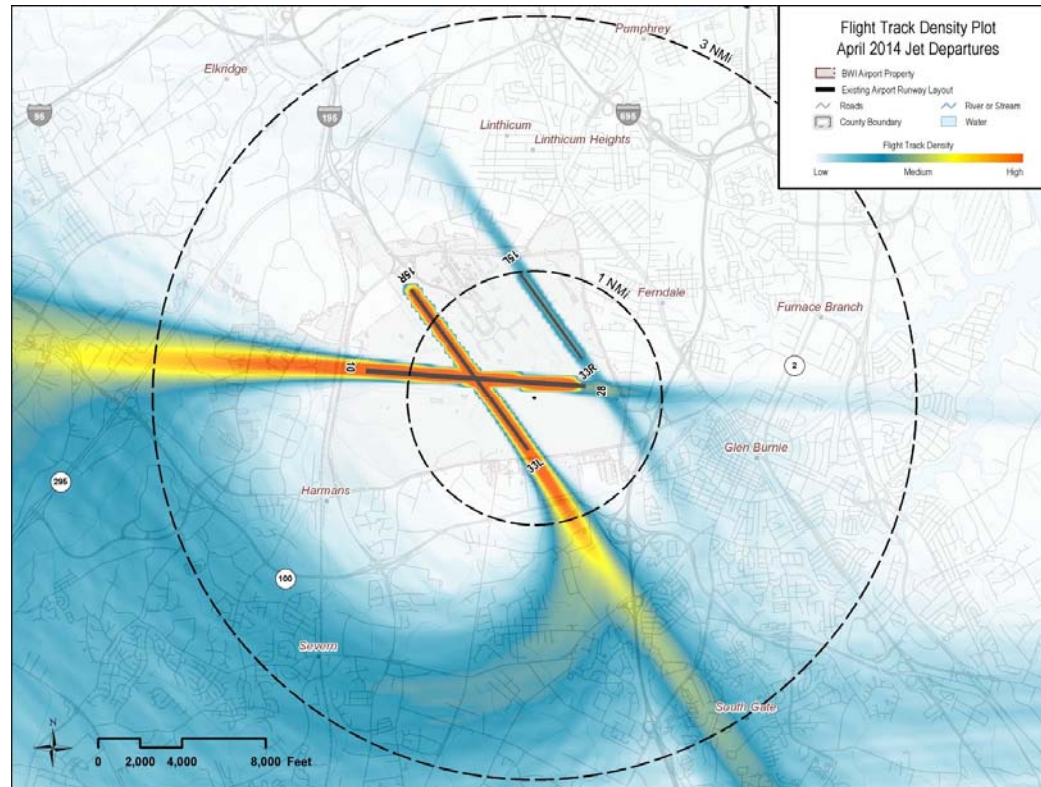 Flight Track Density Plot
April 2014 Jet Departures
BWI Airport Property
Existing Airport Runway Layout
Roads
River or Stream
County Boundary
Water
Flight Track Density
Low
Medium
High
Pumphrey
3 NMi
Elkridge
95
195
695
Linthicum
Linthicum Heights
15R
15L
1 NMi
Ferndale
Furnace Branch
2
10
33R
28
Glen Burnie
33L
295
Harmans
100
Severn
South Gate
N
0
2,000
4,000
8,000 Feet